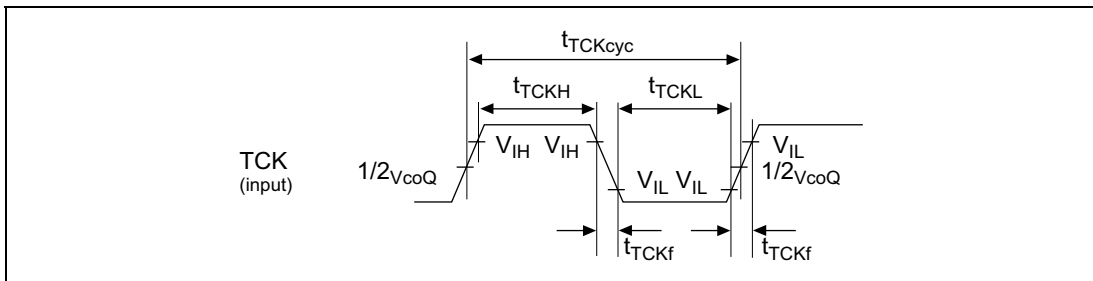 tTCKcyc
tTCKH tTCKL
VIH VIH VIL
TCK 1/2VcoQ 1/2VcoQ
(input)
VIL VIL
tTCKf tTCKf